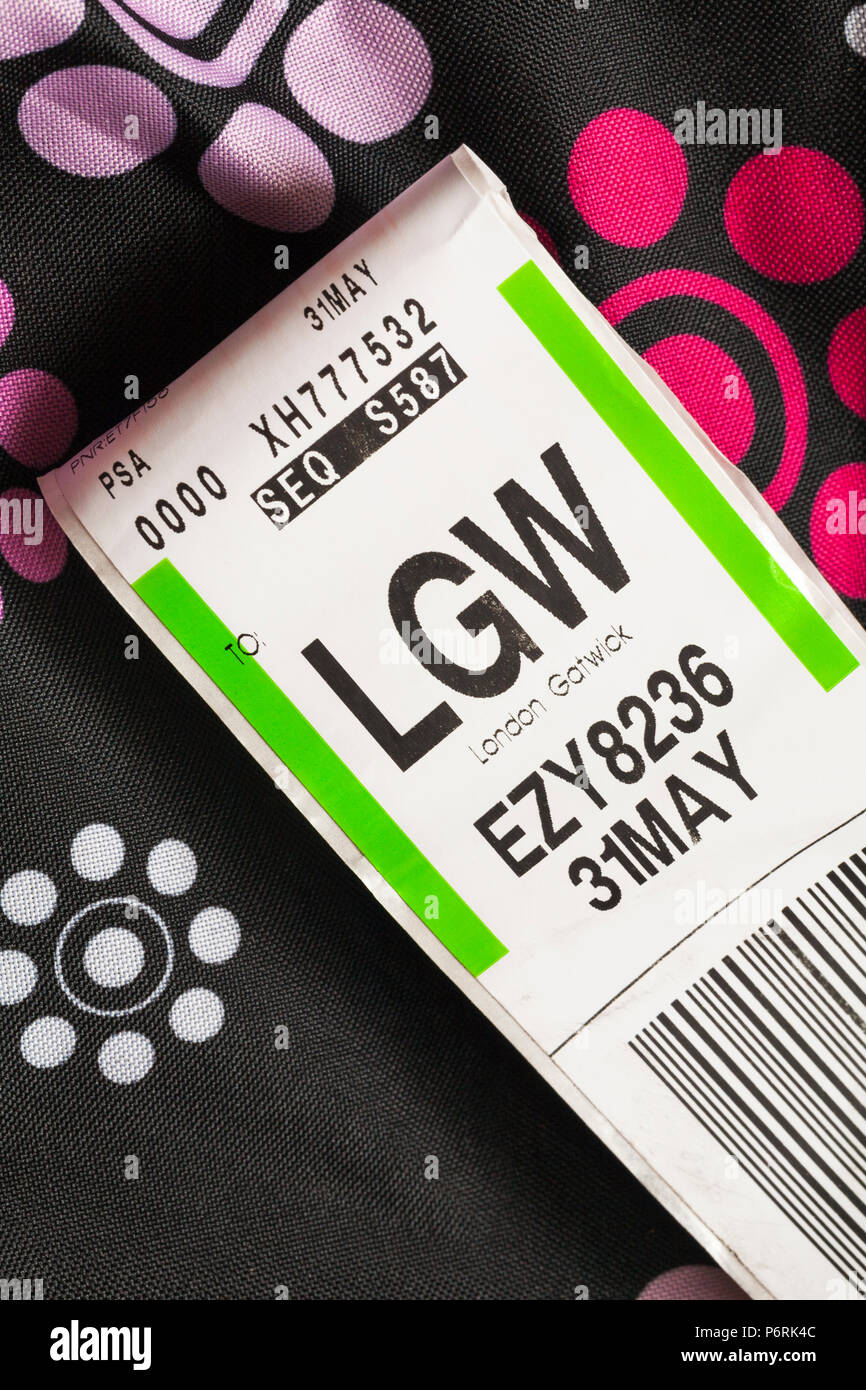 31MAY
PSA
0000 XH777532
SEQ S587
TO:
LGW
London Gatwick
EZY8236
31MAY
alamy
Image ID: P6RK4C
www.alamy.com